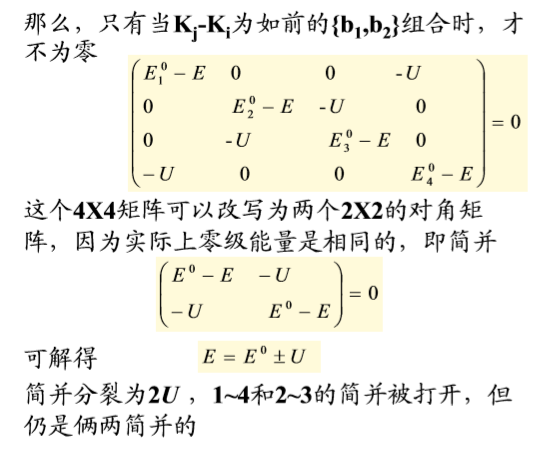 那么，只有当Kj-Ki为如前的{b1,b2}组合时，才
不为零
E₁⁰ − E 0 0 -U
0 E₂⁰ − E -U 0
0 -U E₃⁰ − E 0
−U 0 0 E₄⁰ − E
= 0
这个4X4矩阵可以改写为两个2X2的对角矩
阵，因为实际上零级能量是相同的，即简并
E⁰ − E −U
−U E⁰ − E
= 0
可解得 E = E⁰ ± U
简并分裂为2U，1~4和2~3的简并被打开，但
仍是俩两简并的